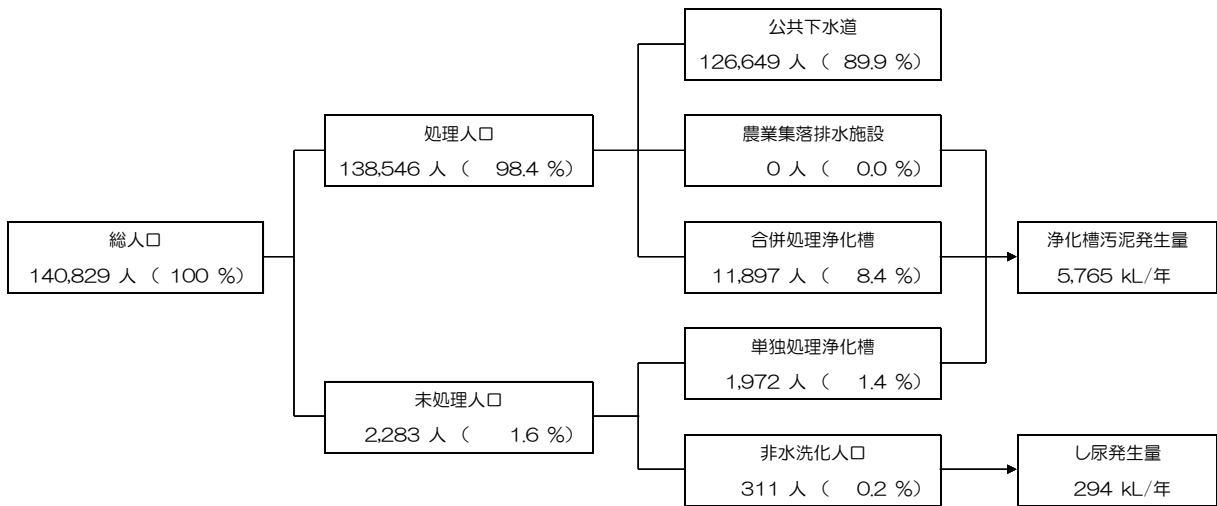 公共下水道
126,649 人 （ 89.9 %）
処理人口
138,546 人 （ 98.4 %）
農業集落排水施設
0 人 （ 0.0 %）
総人口
140,829 人 （ 100 %）
合併処理浄化槽
11,897 人 （ 8.4 %）
浄化槽汚泥発生量
5,765 kL/年
単独処理浄化槽
1,972 人 （ 1.4 %）
未処理人口
2,283 人 （ 1.6 %）
非水洗化人口
311 人 （ 0.2 %）
し尿発生量
294 kL/年